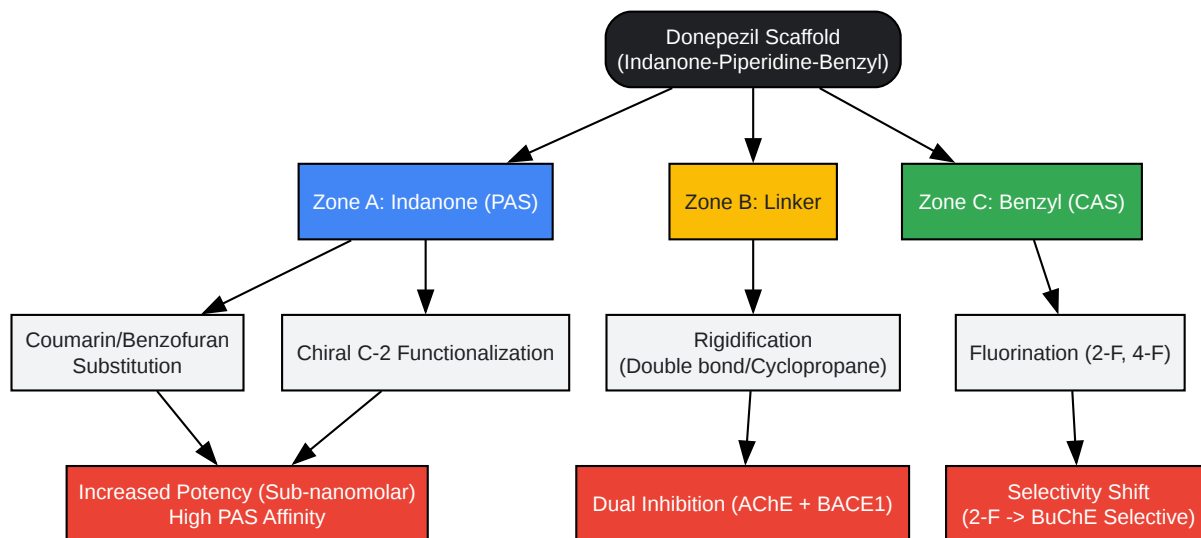 Donepezil Scaffold
(Indanone-Piperidine-Benzyl)
Zone A: Indanone (PAS)
Zone B: Linker
Zone C: Benzyl (CAS)
Coumarin/Benzofuran
Substitution
Chiral C-2 Functionalization
Rigidification
(Double bond/Cyclopropane)
Fluorination (2-F, 4-F)
Increased Potency (Sub-nanomolar)
High PAS Affinity
Dual Inhibition (AChE + BACE1)
Selectivity Shift
(2-F -> BuChE Selective)